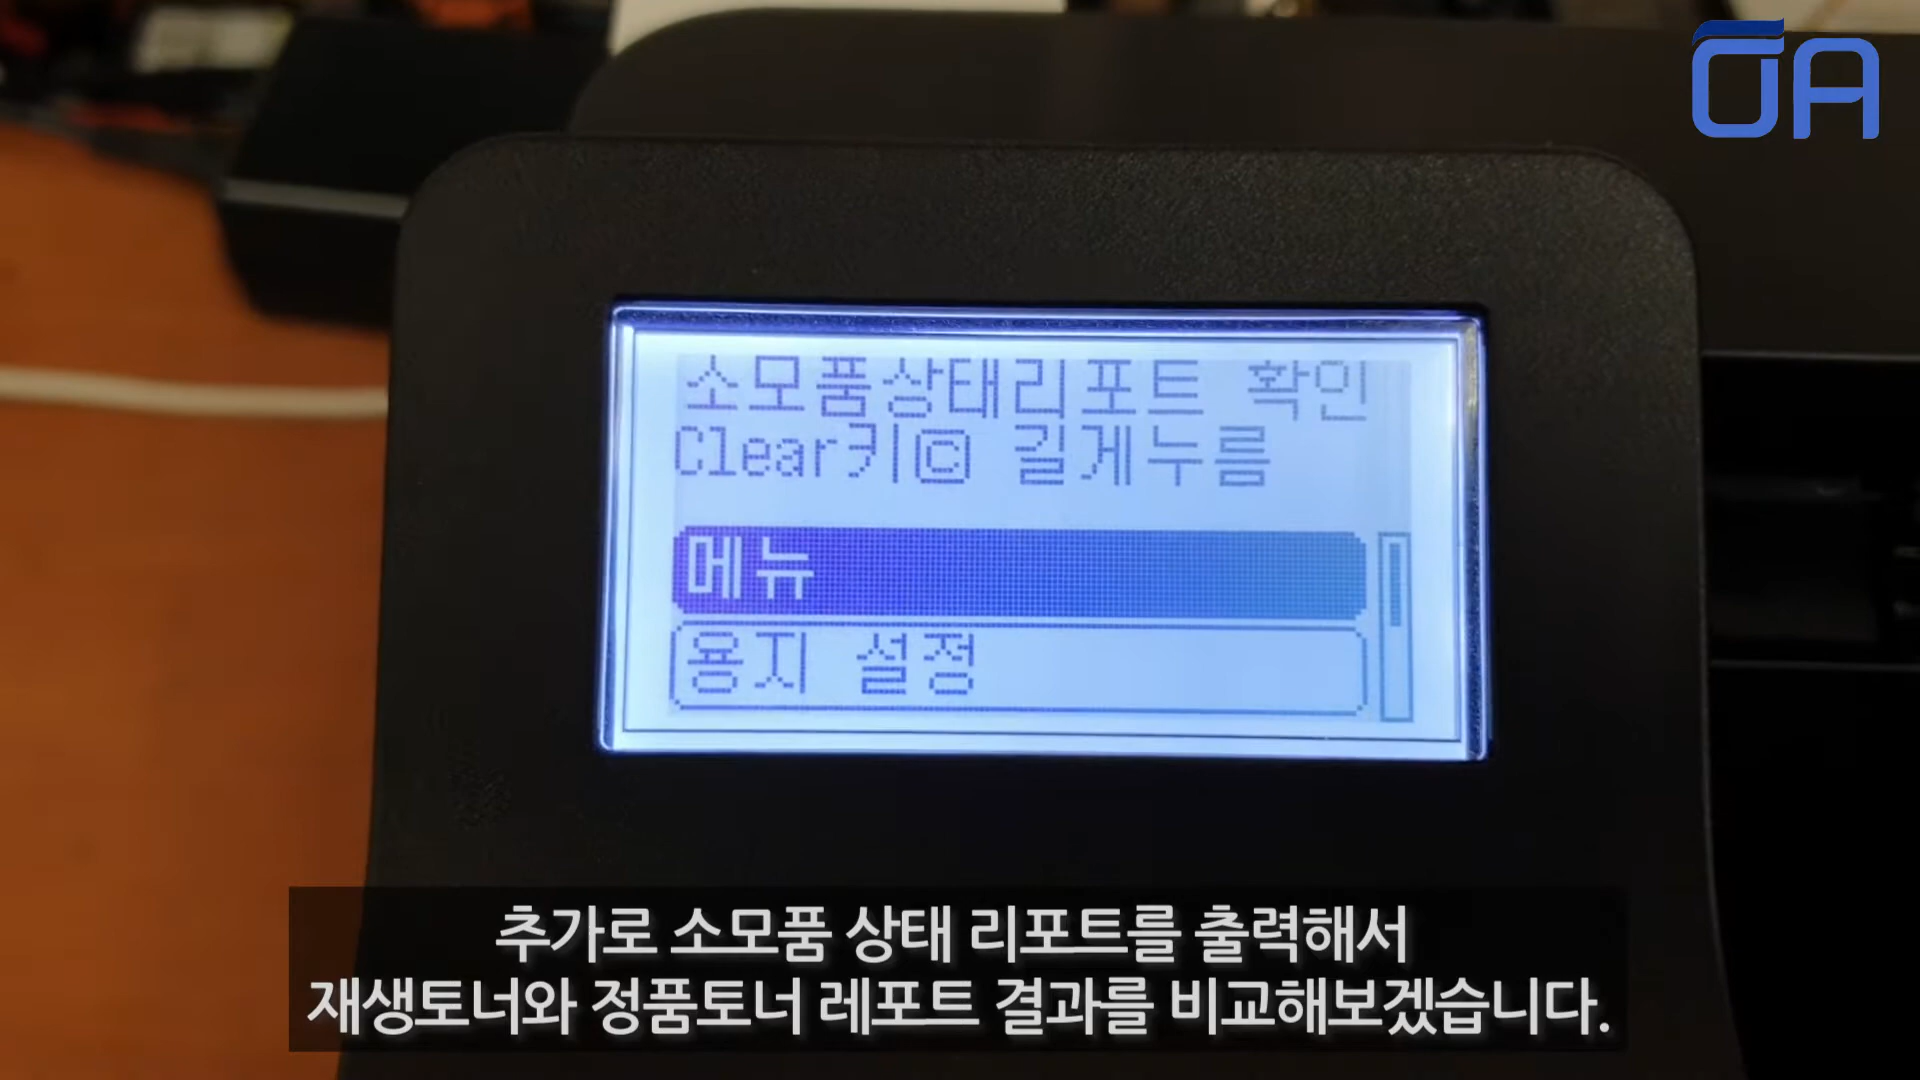 OA
소모품상태리포트 확인
Clear키ⓒ 길게누름
메뉴
용지 설정
추가로 소모품 상태 리포트를 출력해서
재생토너와 정품토너 레포트 결과를 비교해보겠습니다.